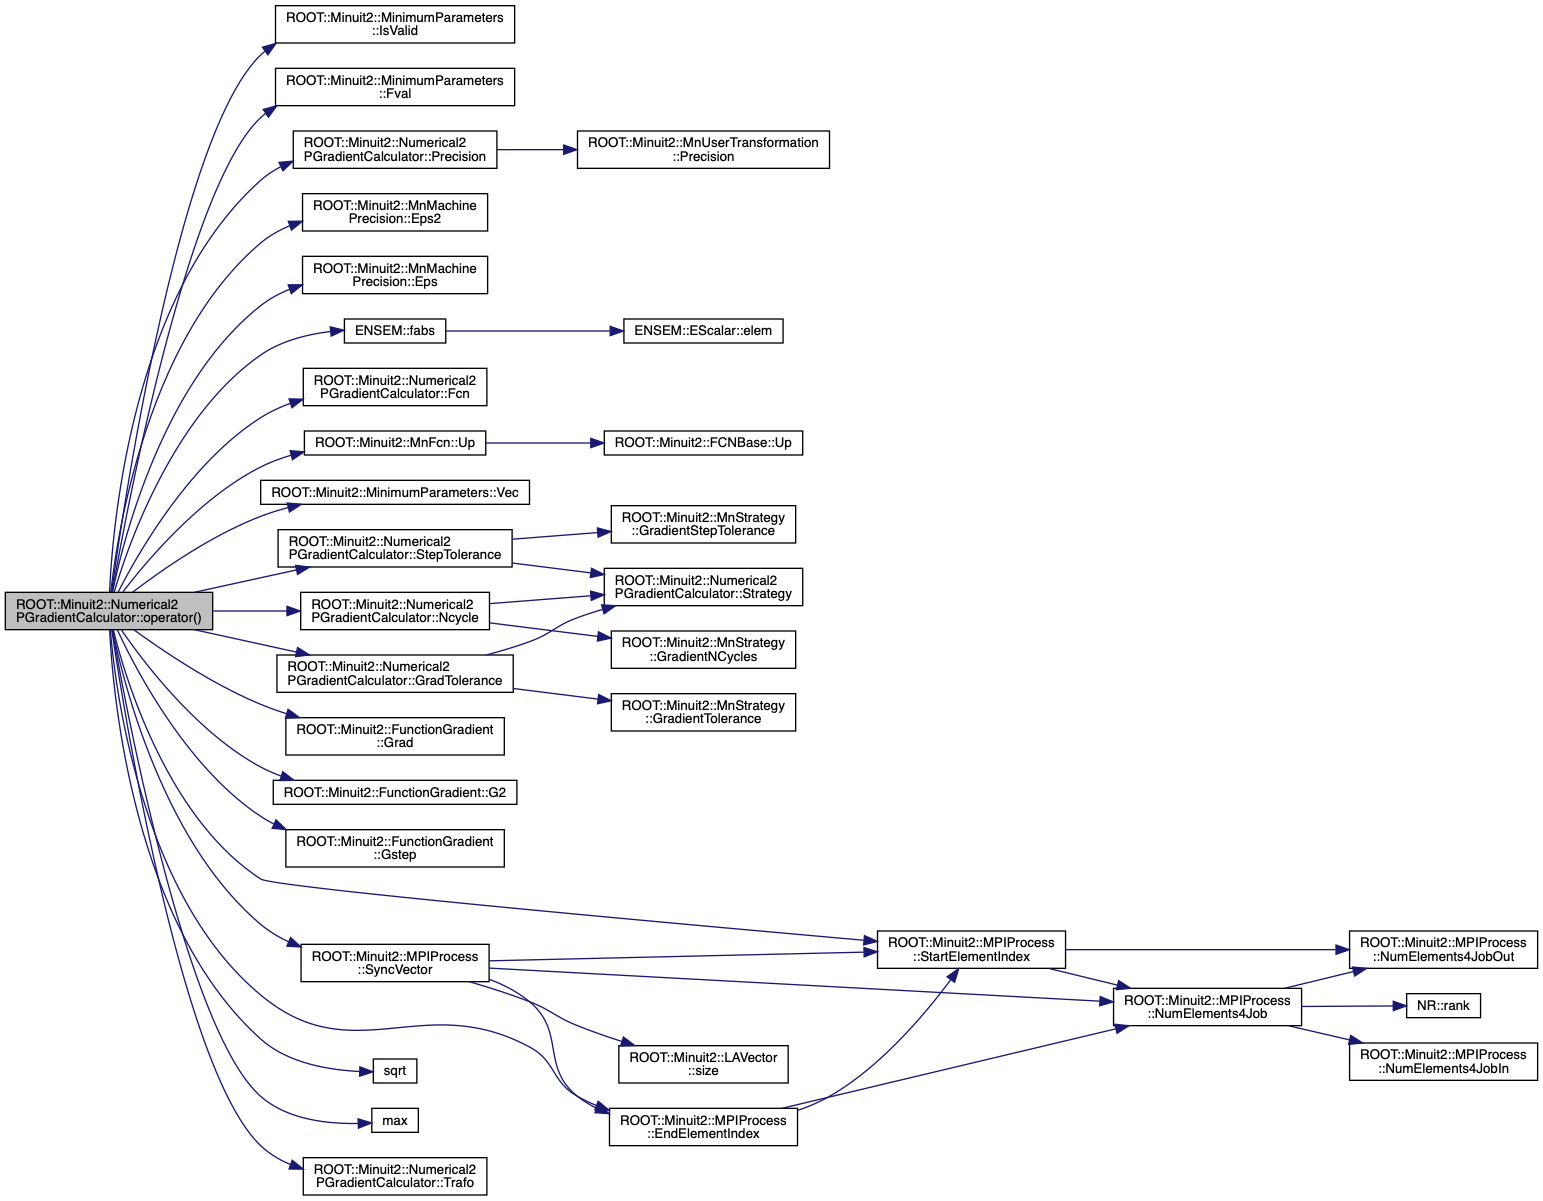 ROOT::Minuit2::MinimumParameters
::IsValid
ROOT::Minuit2::MinimumParameters
::Fval
ROOT::Minuit2::Numerical2
PGradientCalculator::Precision
ROOT::Minuit2::MnUserTransformation
::Precision
ROOT::Minuit2::MnMachine
Precision::Eps2
ROOT::Minuit2::MnMachine
Precision::Eps
ENSEM::fabs
ENSEM::EScalar::elem
ROOT::Minuit2::Numerical2
PGradientCalculator::Fcn
ROOT::Minuit2::MnFcn::Up
ROOT::Minuit2::FCNBase::Up
ROOT::Minuit2::MinimumParameters::Vec
ROOT::Minuit2::Numerical2
PGradientCalculator::StepTolerance
ROOT::Minuit2::MnStrategy
::GradientStepTolerance
ROOT::Minuit2::Numerical2
PGradientCalculator::Strategy
ROOT::Minuit2::Numerical2
PGradientCalculator::operator()
ROOT::Minuit2::Numerical2
PGradientCalculator::Ncycle
ROOT::Minuit2::MnStrategy
::GradientNCycles
ROOT::Minuit2::Numerical2
PGradientCalculator::GradTolerance
ROOT::Minuit2::MnStrategy
::GradientTolerance
ROOT::Minuit2::FunctionGradient
::Grad
ROOT::Minuit2::FunctionGradient::G2
ROOT::Minuit2::FunctionGradient
::Gstep
ROOT::Minuit2::MPIProcess
::SyncVector
ROOT::Minuit2::MPIProcess
::StartElementIndex
ROOT::Minuit2::MPIProcess
::NumElements4JobOut
ROOT::Minuit2::MPIProcess
::NumElements4Job
NR::rank
ROOT::Minuit2::LAVector
::size
ROOT::Minuit2::MPIProcess
::NumElements4JobIn
sqrt
max
ROOT::Minuit2::MPIProcess
::EndElementIndex
ROOT::Minuit2::Numerical2
PGradientCalculator::Trafo